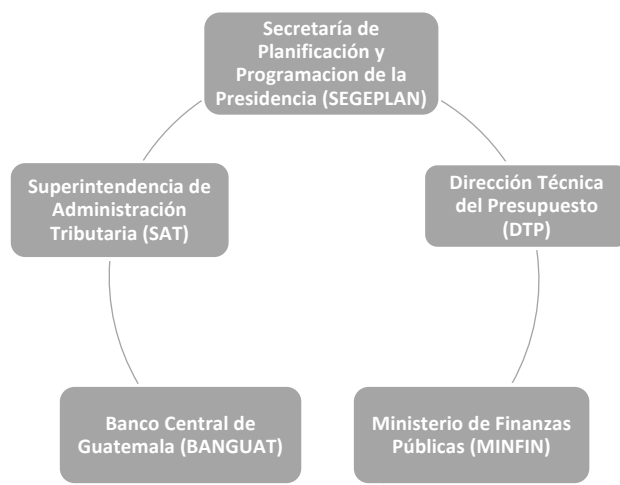 Secretaría de
Planificación y
Programacion de la
Presidencia (SEGEPLAN)
Superintendencia de
Administración
Tributaria (SAT)
Dirección Técnica
del Presupuesto
(DTP)
Banco Central de
Guatemala (BANGUAT)
Ministerio de Finanzas
Públicas (MINFIN)